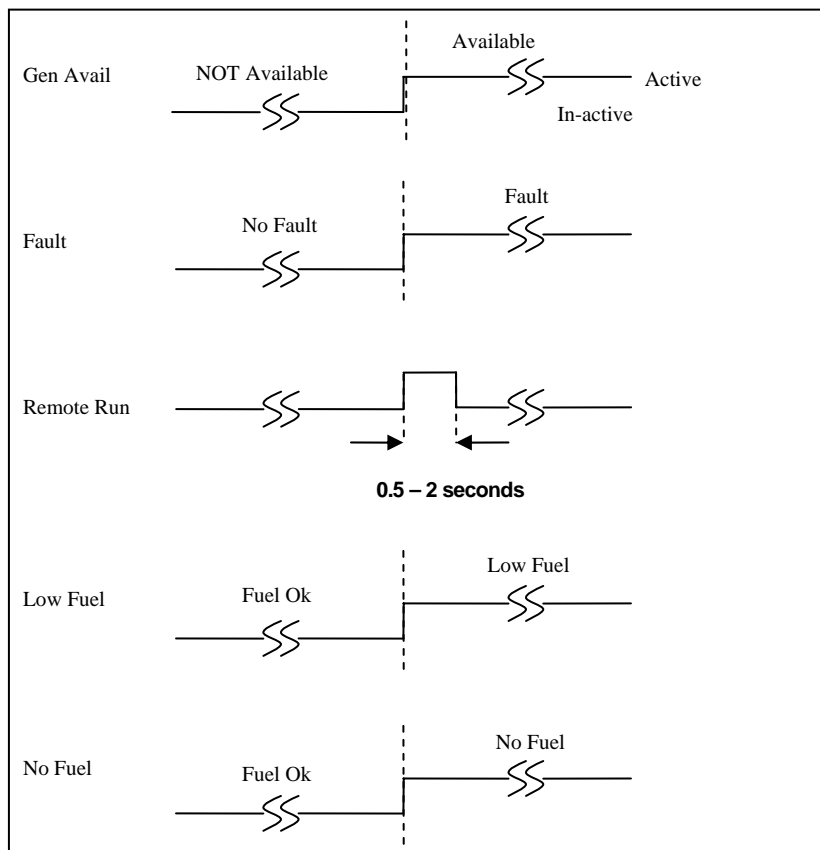 Gen Avail
NOT Available
Available
Active
In-active
Fault
No Fault
Fault
Remote Run
0.5 – 2 seconds
Low Fuel
Fuel Ok
Low Fuel
No Fuel
Fuel Ok
No Fuel